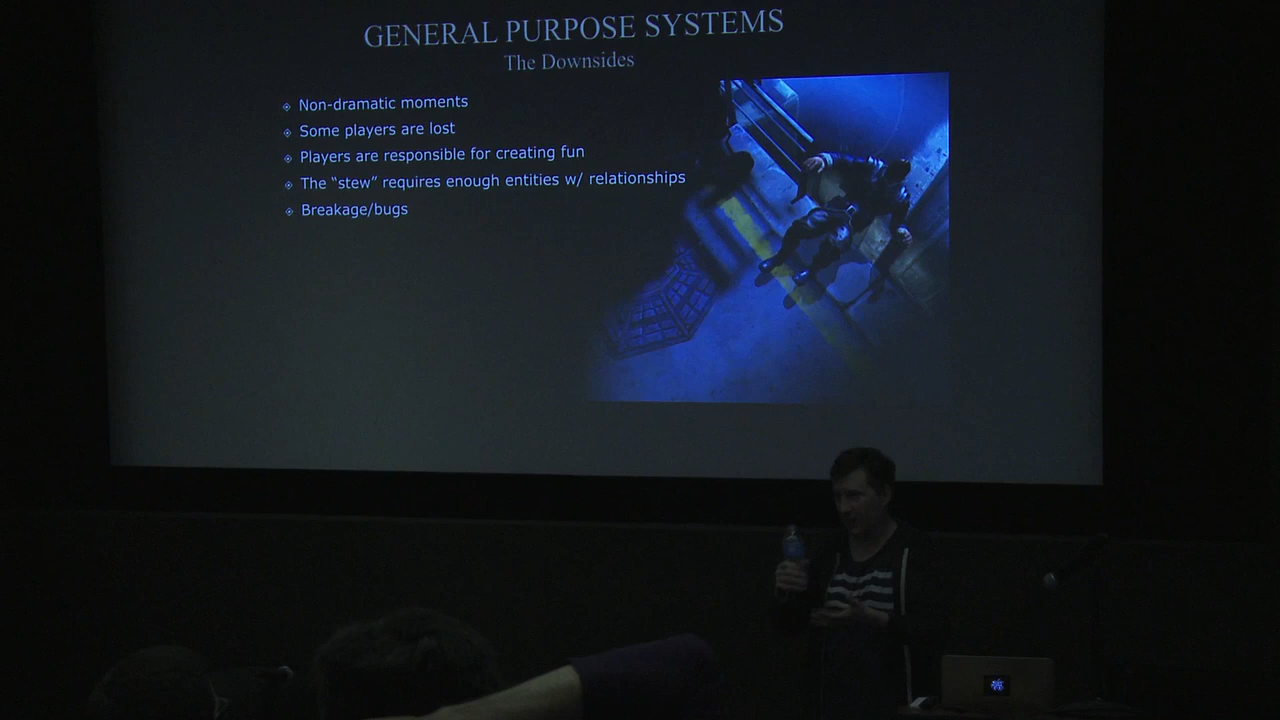 GENERAL PURPOSE SYSTEMS
The Downsides
Non-dramatic moments
Some players are lost
Players are responsible for creating fun
The “stew” requires enough entities w/ relationships
Breakage/bugs